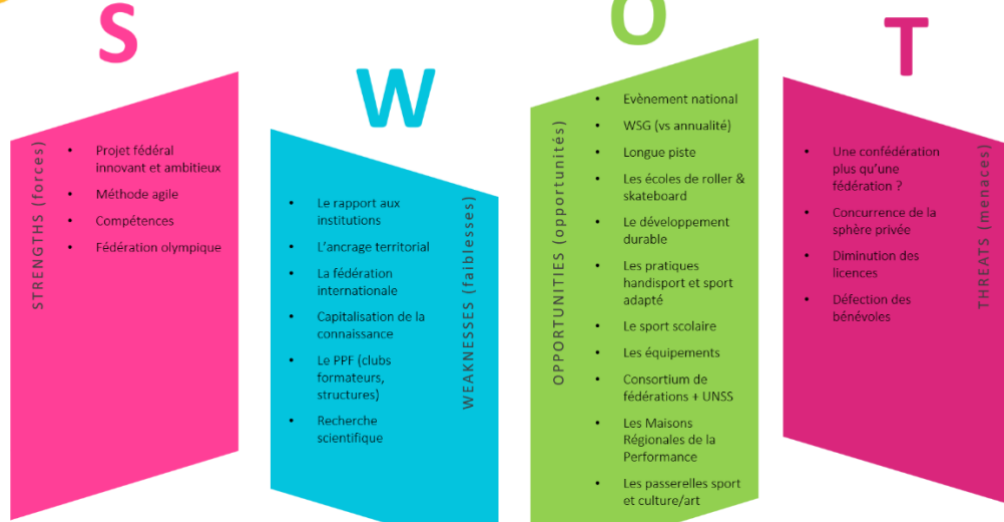 S
STRENGTHS (forces)
• Projet fédéral
innovant et ambitieux
• Méthode agile
• Compétences
• Fédération olympique
W
• Le rapport aux
institutions
• L'ancrage territorial
• La fédération
internationale
• Capitalisation de la
connaissance
• Le PPF (clubs
formateurs,
structures)
• Recherche
scientifique
WEAKNESSES (faiblesses)
O
OPPORTUNITIES (opportunités)
• Evènement national
• WSG (vs annualité)
• Longue piste
• Les écoles de roller &
skateboard
• Le développement
durable
• Les pratiques
handisport et sport
adapté
• Le sport scolaire
• Les équipements
• Consortium de
fédérations + UNSS
• Les Maisons
Régionales de la
Performance
• Les passerelles sport
et culture/art
T
• Une confédération
plus qu'une
fédération ?
• Concurrence de la
sphère privée
• Diminution des
licences
• Défection des
bénévoles
THREATS (menaces)